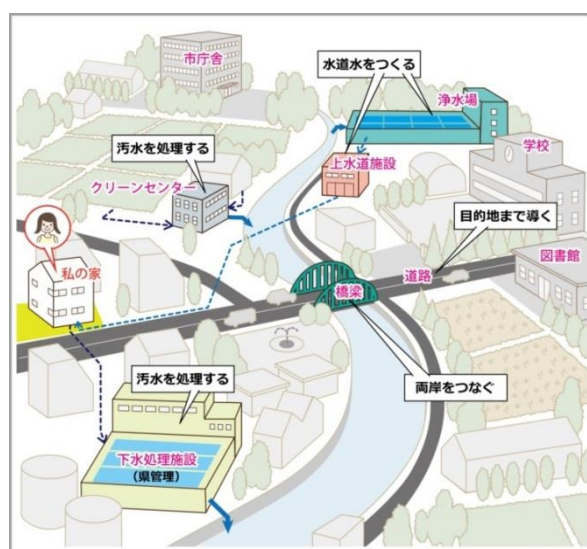 市庁舎
水道水をつくる
浄水場
汚水を処理する
上水道施設
学校
クリーンセンター
目的地まで導く
図書館
私の家
道路
橋梁
汚水を処理する
両岸をつなぐ
下水処理施設
（県管理）